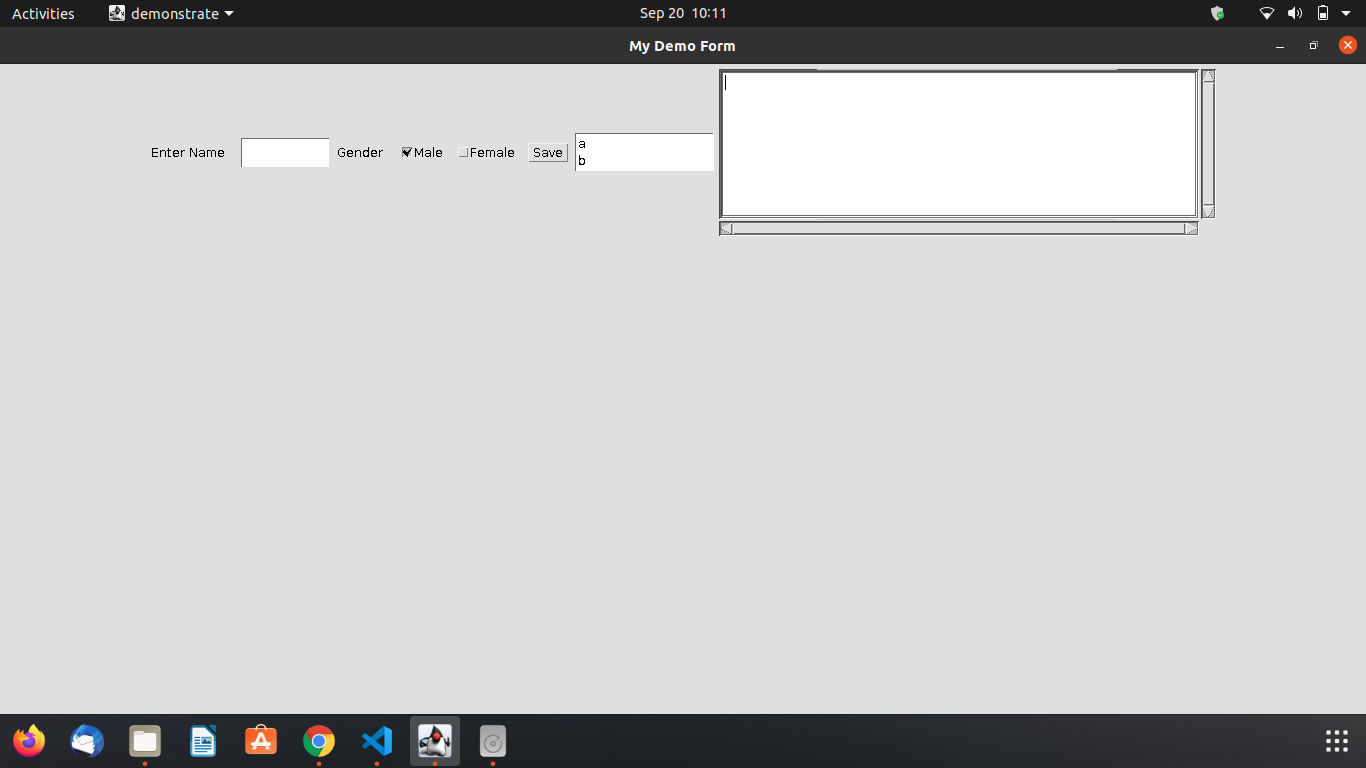 Activities demonstrate Sep 20 10:11
My Demo Form
Enter Name Gender Male Female Save
a
b